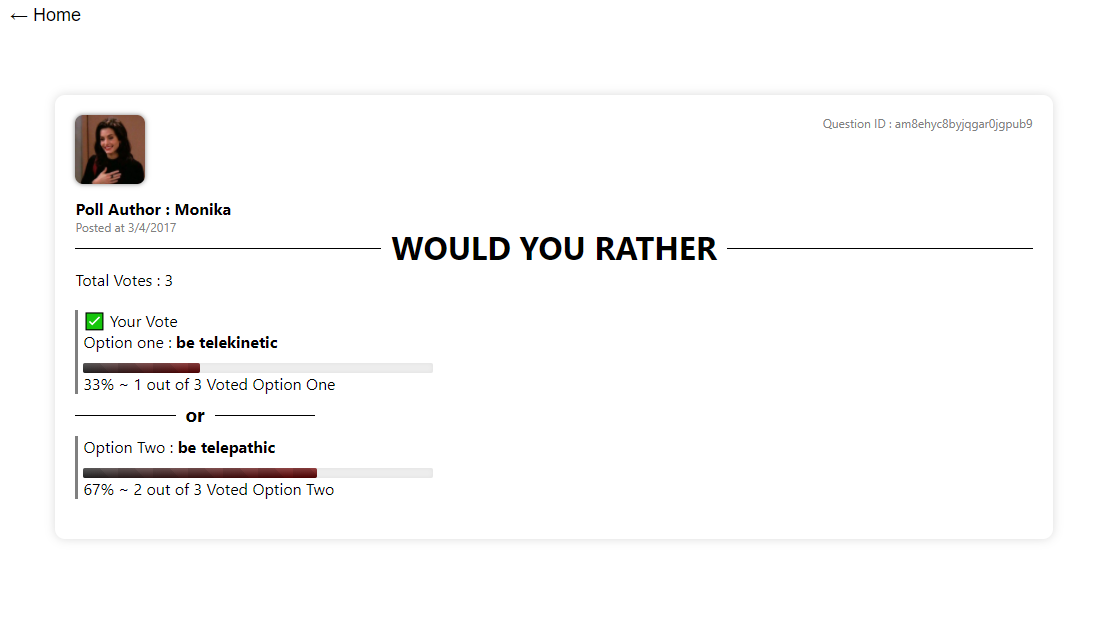 ← Home
Question ID : am8ehyc8byjqgar0jgpub9
Poll Author : Monika
Posted at 3/4/2017
WOULD YOU RATHER
Total Votes : 3
✅ Your Vote
Option one : be telekinetic
33% ~ 1 out of 3 Voted Option One
or
Option Two : be telepathic
67% ~ 2 out of 3 Voted Option Two